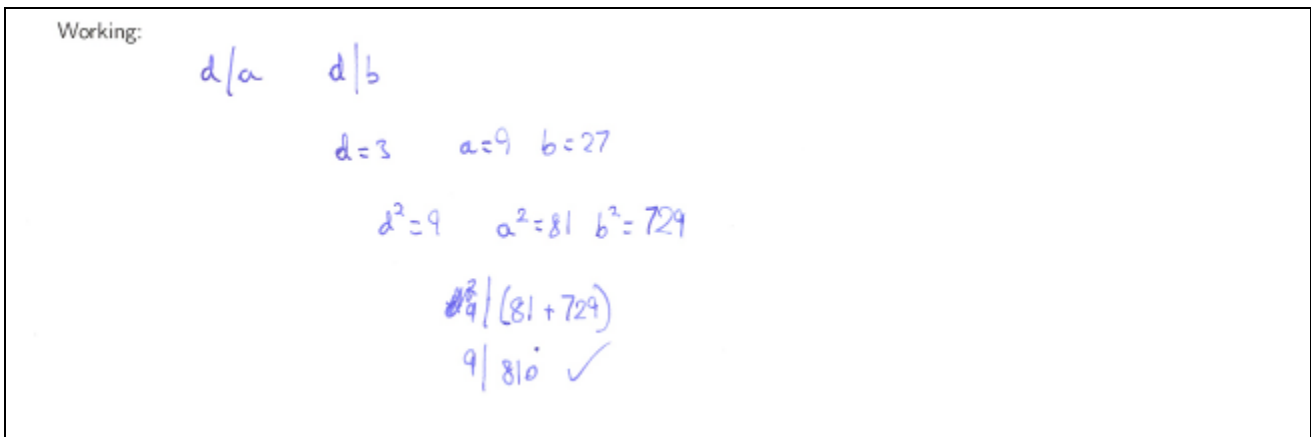 Working:
d/a d|b
d=3 a=9 b=27
d²=9 a²=81 b²=729
9|(81+729)
9|810 ✓